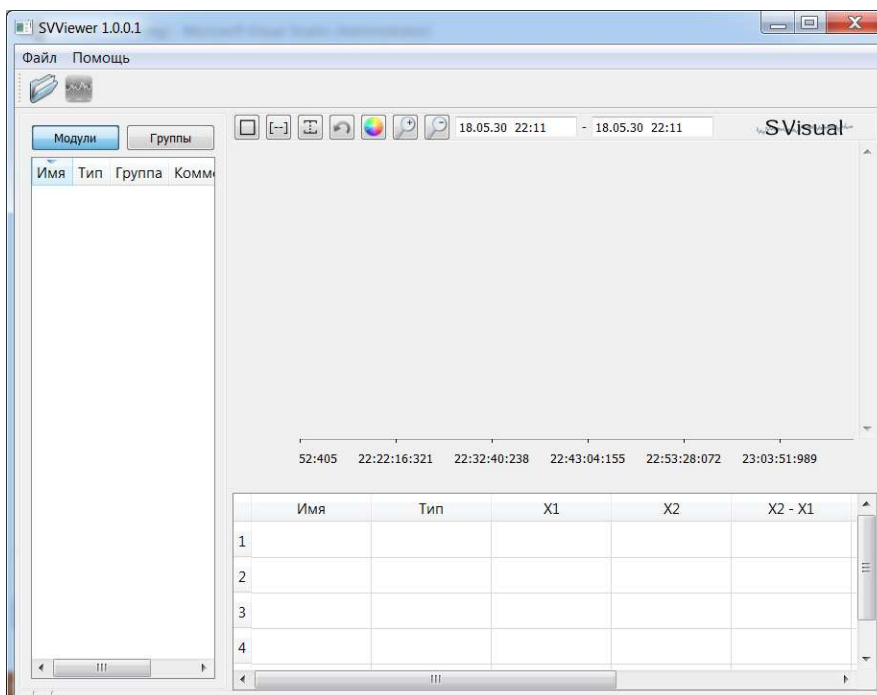 SVViewer 1.0.0.1
Файл Помощь
Модули Группы
Имя Тип Группа
18.05.30 22:11 - 18.05.30 22:11
SVisual
52:405 22:22:16:321 22:32:40:238 22:43:04:155 22:53:28:072 23:03:51:989
Имя Тип X1 X2 X2 - X1
1
2
3
4